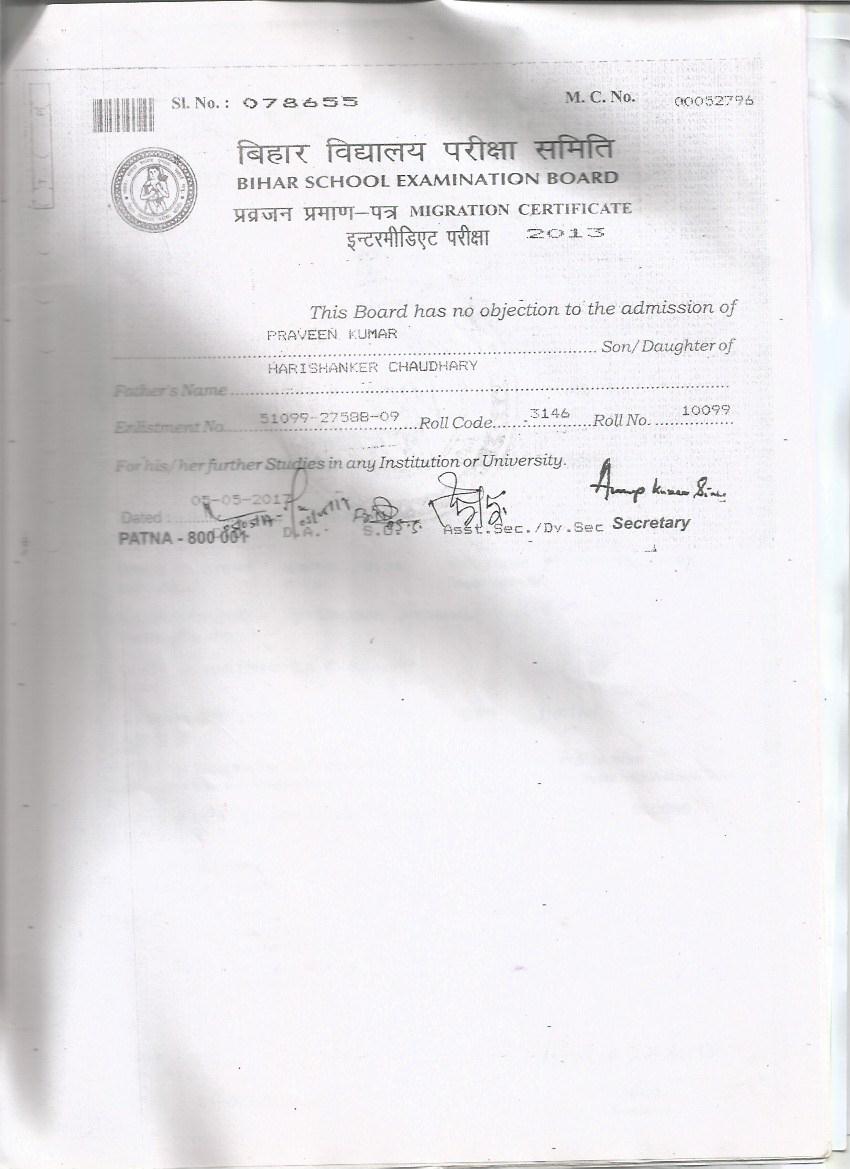 Sl. No. : 078655
M. C. No. 00052796
बिहार विद्यालय परीक्षा समिति
BIHAR SCHOOL EXAMINATION BOARD
प्रव्रजन प्रमाण-पत्र MIGRATION CERTIFICATE
इन्टरमीडिएट परीक्षा 2013
This Board has no objection to the admission of
PRAVEEN KUMAR
Son/Daughter of
HARISHANKER CHAUDHARY
Father's Name
Enlistment No. 51099-27588-09 Roll Code 3146 Roll No. 10099
For his/her further Studies in any Institution or University.
05-05-2017
Dated :
PATNA - 800 001 D.A. S.O. Asst.Sec./Dy.Sec Secretary